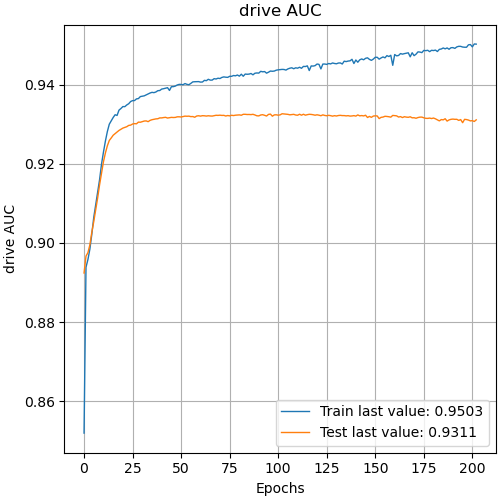 drive AUC
drive AUC
0.94
0.92
0.90
0.88
0.86
0 25 50 75 100 125 150 175 200
Epochs
Train last value: 0.9503
Test last value: 0.9311